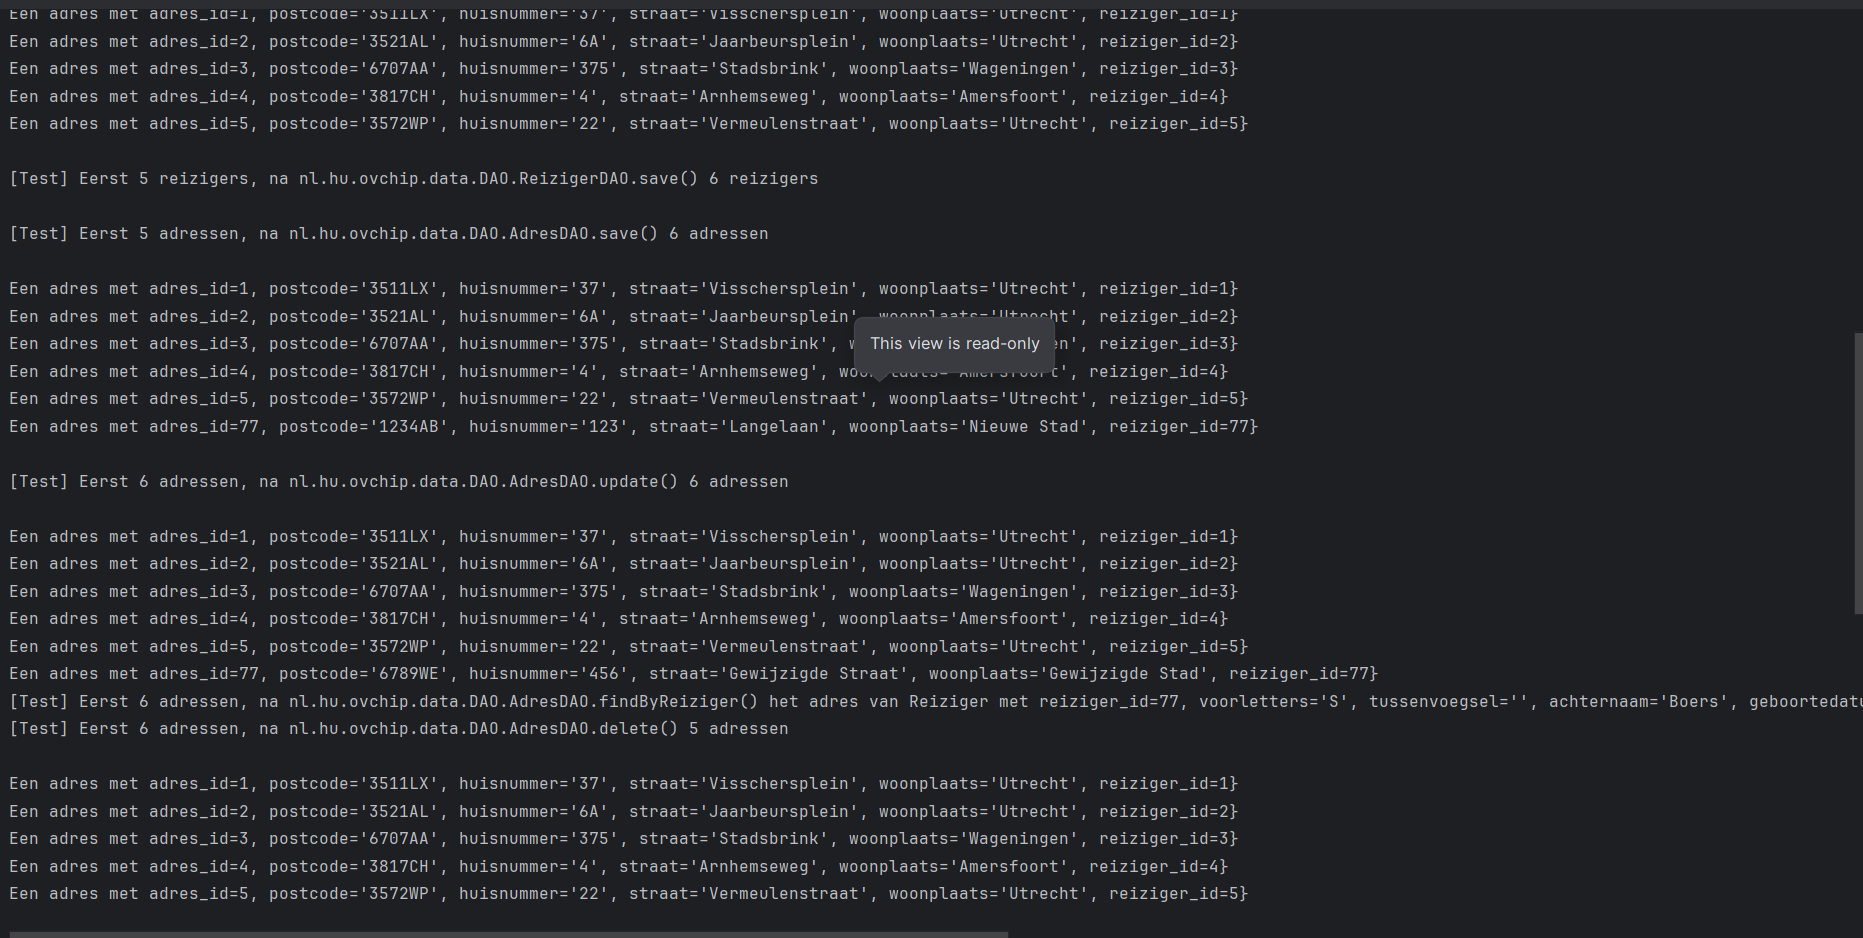 Een adres met adres_id=1, postcode='3511LX', huisnummer='37', straat='Visschersplein', woonplaats='Utrecht', reiziger_id=1}
Een adres met adres_id=2, postcode='3521AL', huisnummer='6A', straat='Jaarbeursplein', woonplaats='Utrecht', reiziger_id=2}
Een adres met adres_id=3, postcode='6707AA', huisnummer='375', straat='Stadsbrink', woonplaats='Wageningen', reiziger_id=3}
Een adres met adres_id=4, postcode='3817CH', huisnummer='4', straat='Arnhemseweg', woonplaats='Amersfoort', reiziger_id=4}
Een adres met adres_id=5, postcode='3572WP', huisnummer='22', straat='Vermeulenstraat', woonplaats='Utrecht', reiziger_id=5}
[Test] Eerst 5 reizigers, na nl.hu.ovchip.data.DAO.ReizigerDAO.save() 6 reizigers
[Test] Eerst 5 adressen, na nl.hu.ovchip.data.DAO.AdresDAO.save() 6 adressen
Een adres met adres_id=1, postcode='3511LX', huisnummer='37', straat='Visschersplein', woonplaats='Utrecht', reiziger_id=1}
Een adres met adres_id=2, postcode='3521AL', huisnummer='6A', straat='Jaarbeursplein', woonplaats='Utrecht', reiziger_id=2}
Een adres met adres_id=3, postcode='6707AA', huisnummer='375', straat='Stadsbrink', reiziger_id=3}
This view is read-only
Een adres met adres_id=4, postcode='3817CH', huisnummer='4', straat='Arnhemseweg', woonplaats='Amersfoort', reiziger_id=4}
Een adres met adres_id=5, postcode='3572WP', huisnummer='22', straat='Vermeulenstraat', woonplaats='Utrecht', reiziger_id=5}
Een adres met adres_id=77, postcode='1234AB', huisnummer='123', straat='Langelaan', woonplaats='Nieuwe Stad', reiziger_id=77}
[Test] Eerst 6 adressen, na nl.hu.ovchip.data.DAO.AdresDAO.update() 6 adressen
Een adres met adres_id=1, postcode='3511LX', huisnummer='37', straat='Visschersplein', woonplaats='Utrecht', reiziger_id=1}
Een adres met adres_id=2, postcode='3521AL', huisnummer='6A', straat='Jaarbeursplein', woonplaats='Utrecht', reiziger_id=2}
Een adres met adres_id=3, postcode='6707AA', huisnummer='375', straat='Stadsbrink', woonplaats='Wageningen', reiziger_id=3}
Een adres met adres_id=4, postcode='3817CH', huisnummer='4', straat='Arnhemseweg', woonplaats='Amersfoort', reiziger_id=4}
Een adres met adres_id=5, postcode='3572WP', huisnummer='22', straat='Vermeulenstraat', woonplaats='Utrecht', reiziger_id=5}
Een adres met adres_id=77, postcode='6789WE', huisnummer='456', straat='Gewijzigde Straat', woonplaats='Gewijzigde Stad', reiziger_id=77}
[Test] Eerst 6 adressen, na nl.hu.ovchip.data.DAO.AdresDAO.findByReiziger() het adres van Reiziger met reiziger_id=77, voorletters='S', tussenvoegsel='', achternaam='Boers', geboortedatu
[Test] Eerst 6 adressen, na nl.hu.ovchip.data.DAO.AdresDAO.delete() 5 adressen
Een adres met adres_id=1, postcode='3511LX', huisnummer='37', straat='Visschersplein', woonplaats='Utrecht', reiziger_id=1}
Een adres met adres_id=2, postcode='3521AL', huisnummer='6A', straat='Jaarbeursplein', woonplaats='Utrecht', reiziger_id=2}
Een adres met adres_id=3, postcode='6707AA', huisnummer='375', straat='Stadsbrink', woonplaats='Wageningen', reiziger_id=3}
Een adres met adres_id=4, postcode='3817CH', huisnummer='4', straat='Arnhemseweg', woonplaats='Amersfoort', reiziger_id=4}
Een adres met adres_id=5, postcode='3572WP', huisnummer='22', straat='Vermeulenstraat', woonplaats='Utrecht', reiziger_id=5}